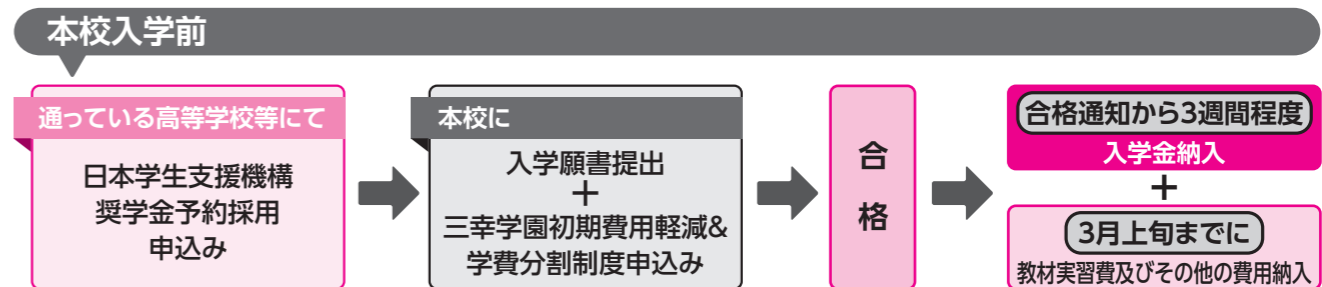 本校入学前
通っている高等学校等にて
日本学生支援機構
奨学金予約採用
申込み
本校に
入学願書提出
+
三幸学園初期費用軽減&
学費分割制度申込み
合
格
合格通知から3週間程度
入学金納入
+
3月上旬までに
教材実習費及びその他の費用納入